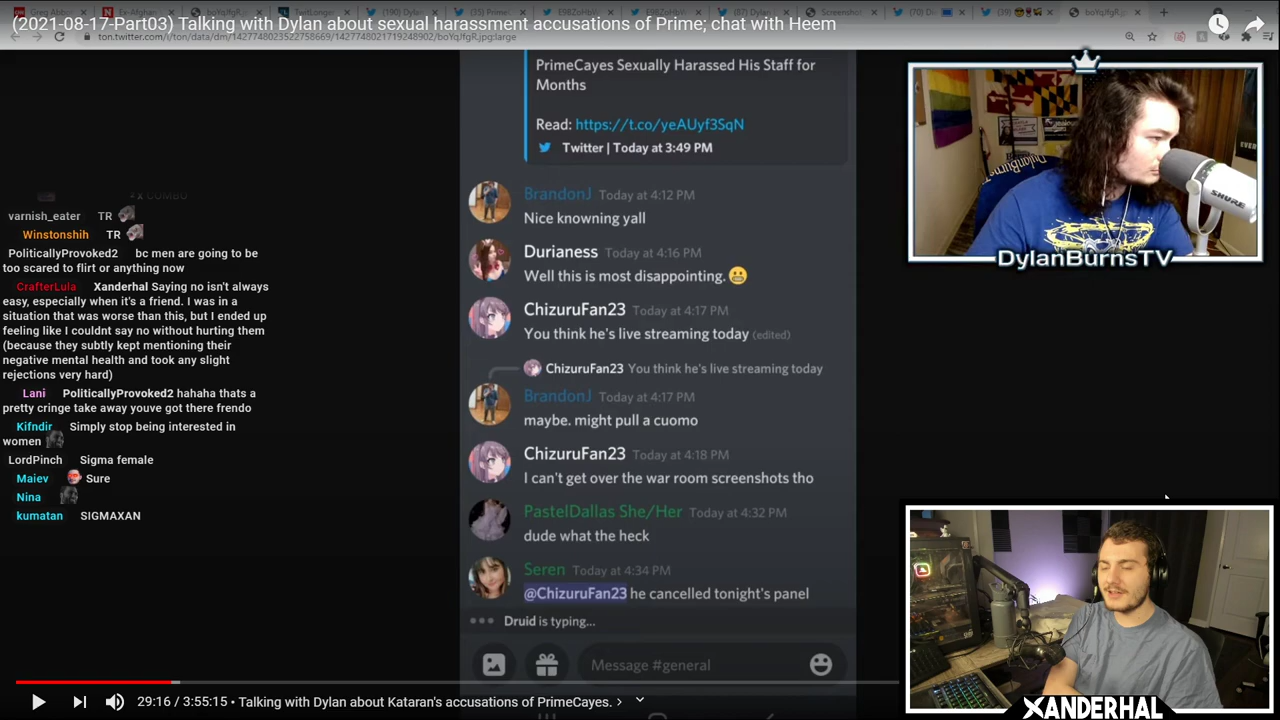 (2021-08-17-Part03) Talking with Dylan about sexual harassment accusations of Prime; chat with Heem
ton.twitter.com/i/ton/data/dm/1427748023522758669/1427748021719248902/boYqJfgR.jpg:large
PrimeCayes Sexually Harassed His Staff for
Months
Read: https://t.co/yeAUyf3SqN
Twitter | Today at 3:49 PM
BrandonJ Today at 4:12 PM
Nice knowning yall
Durianess Today at 4:16 PM
Well this is most disappointing.😬
ChizuruFan23 Today at 4:17 PM
You think he's live streaming today (edited)
ChizuruFan23 You think he's live streaming today
BrandonJ Today at 4:17 PM
maybe. might pull a cuomo
ChizuruFan23 Today at 4:18 PM
I can't get over the war room screenshots tho
PastelDallas She/Her Today at 4:32 PM
dude what the heck
Seren Today at 4:34 PM
@ChizuruFan23 he cancelled tonight's panel
Druid is typing...
Message #general
COMBO
varnish_eater TR
Winstonshih TR
PoliticallyProvoked2 bc men are going to be
too scared to flirt or anything now
CrafterLula Xanderhal Saying no isn't always
easy, especially when it's a friend. I was in a
situation that was worse than this, but I ended up
feeling like I couldnt say no without hurting them
(because they subtly kept mentioning their
negative mental health and took any slight
rejections very hard)
Lani PoliticallyProvoked2 hahaha thats a
pretty cringe take away youve got there frendo
Kifndir Simply stop being interested in
women
LordPinch Sigma female
Maiev Sure
Nina
kumatan SIGMAXAN
SHURE
DylanBurnsTV
XANDERHAL
29:16 / 3:55:15 • Talking with Dylan about Kataran's accusations of PrimeCayes. >